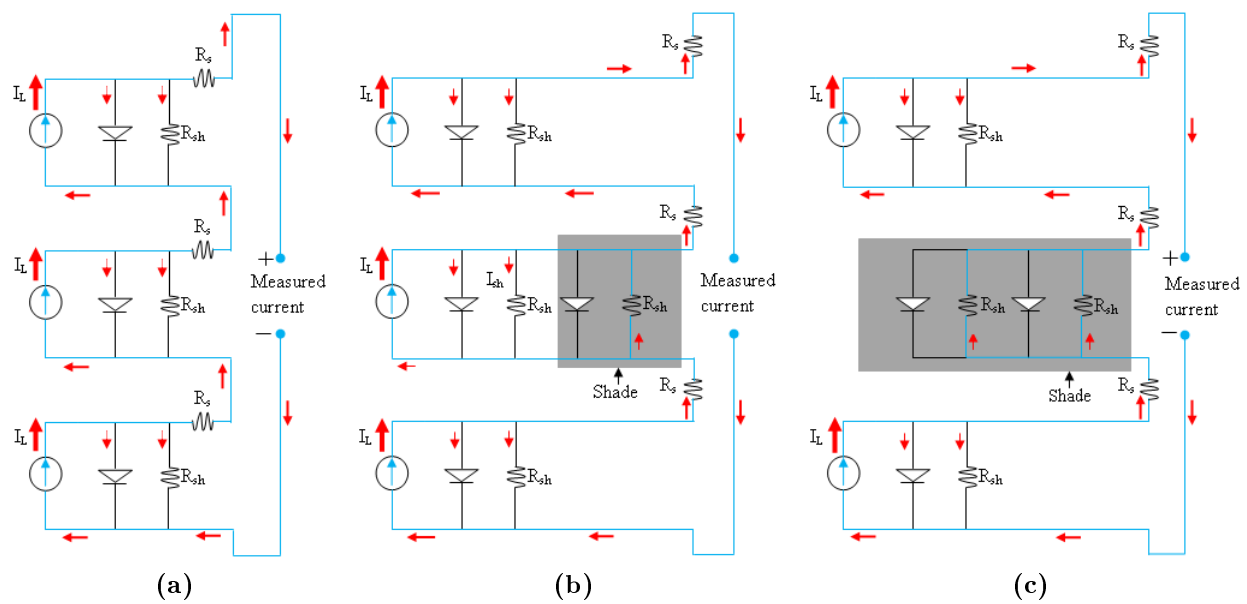 R_s
I_L
R_sh
R_s
I_L
R_sh
+
Measured
current
−
R_s
I_L
R_sh
(a)
R_s
I_L
R_sh
R_s
I_L
I_sh
R_sh
R_sh
Measured
current
Shade
R_s
I_L
R_sh
(b)
R_s
I_L
R_sh
R_s
R_sh
R_sh
+
Measured
current
−
Shade
R_s
I_L
R_sh
(c)